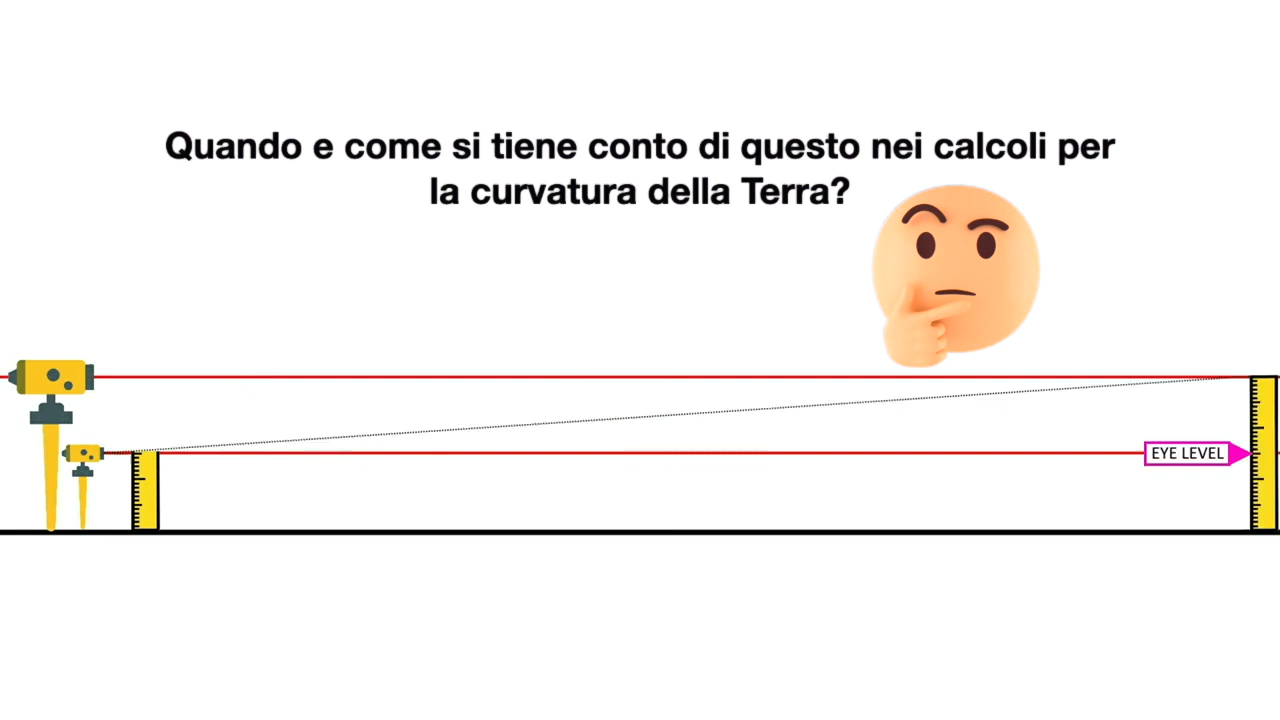 Quando e come si tiene conto di questo nei calcoli per
la curvatura della Terra?
EYE LEVEL